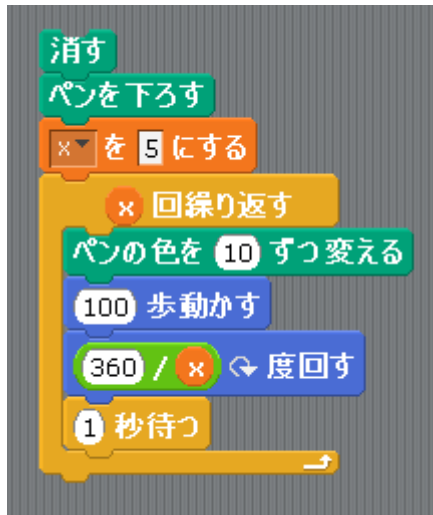 消す
ペンを下ろす
xを 5 にする
x 回繰り返す
ペンの色を 10 ずつ変える
100 歩動かす
360 / x 度回す
1 秒待つ